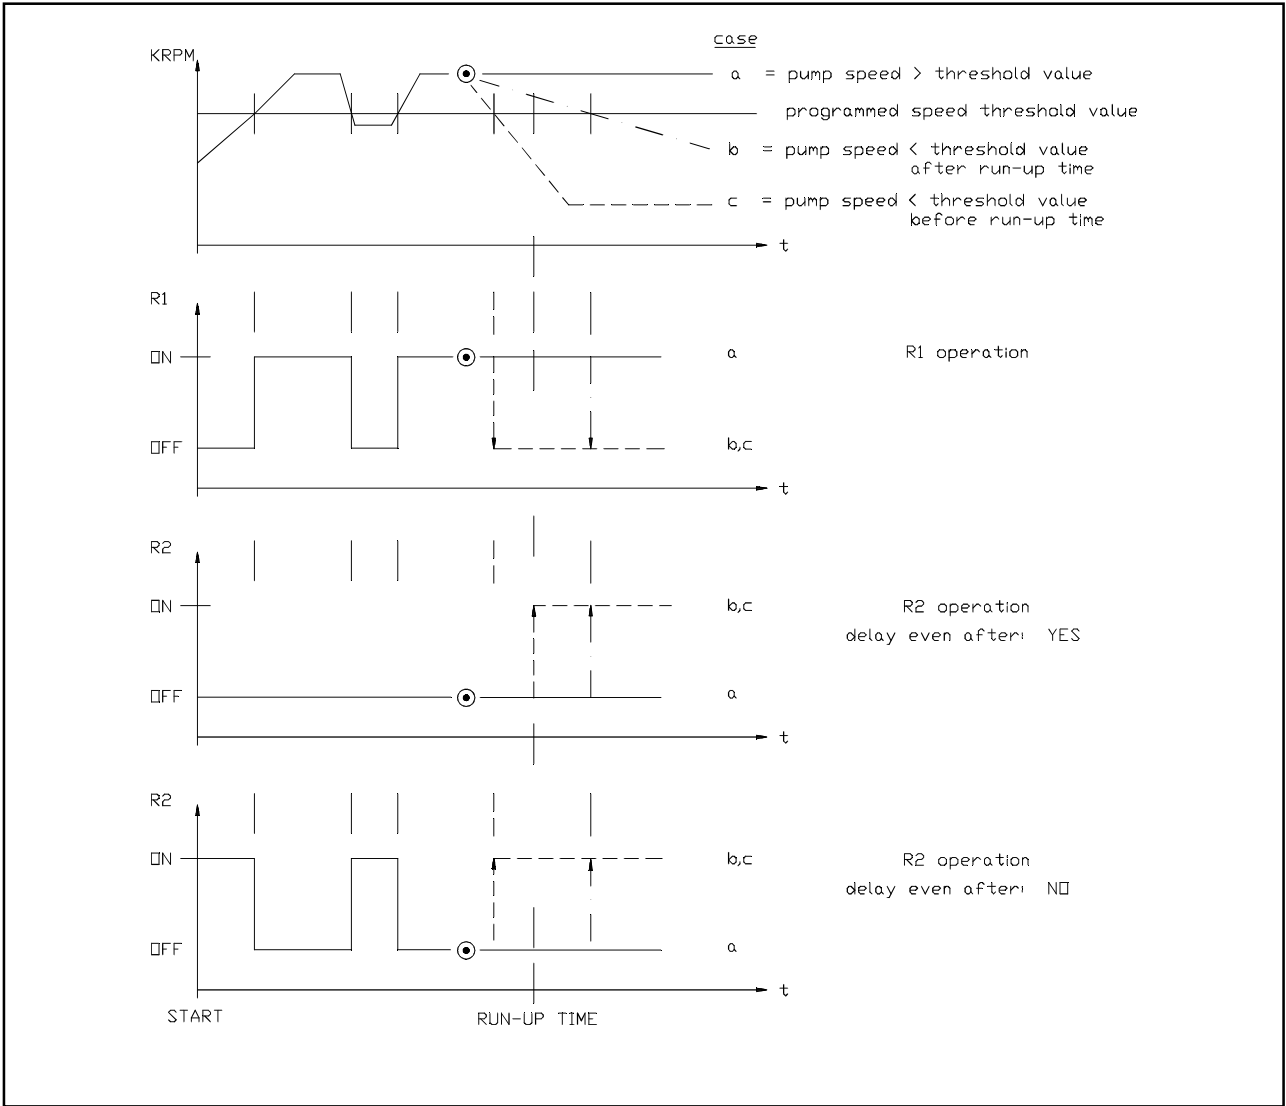 case
KRPM
a = pump speed > threshold value
programmed speed threshold value
b = pump speed < threshold value
after run-up time
c = pump speed < threshold value
before run-up time
t
R1
ON
a
R1 operation
OFF
b,c
t
R2
ON
b,c
R2 operation
delay even after: YES
OFF
a
t
R2
ON
b,c
R2 operation
delay even after: NO
OFF
a
t
START
RUN-UP TIME